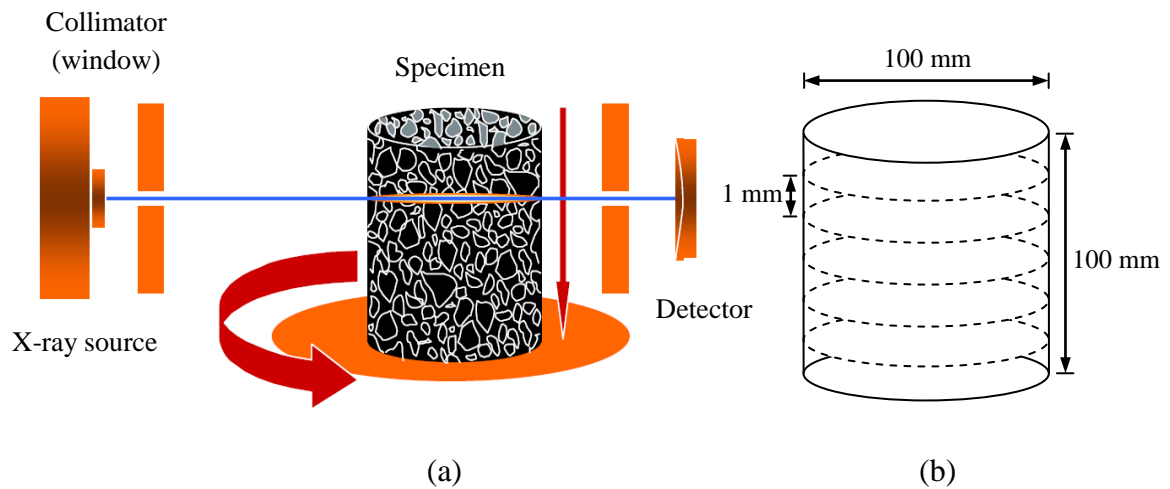 Collimator
(window)
Specimen
X-ray source
Detector
(a)
100 mm
1 mm
100 mm
(b)